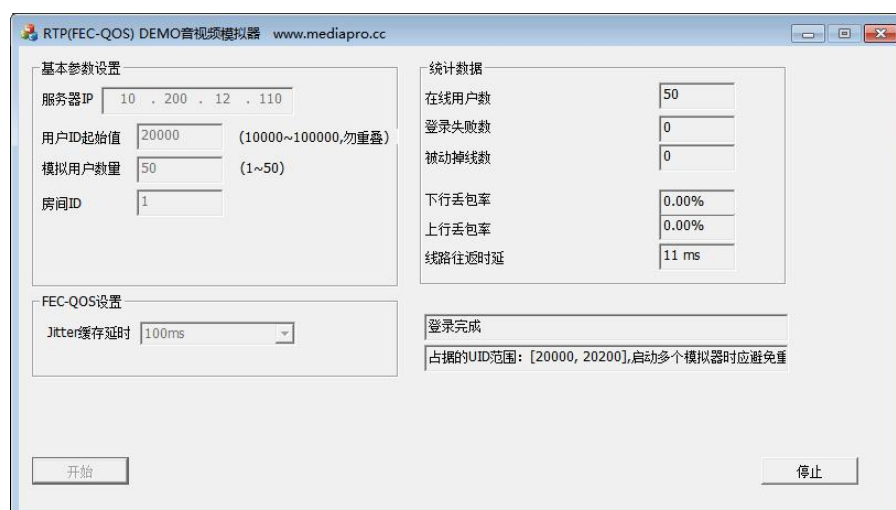 RTP(FEC-QOS) DEMO音视频模拟器 www.mediapro.cc
基本参数设置
服务器IP 10 . 200 . 12 . 110
用户ID起始值 20000 (10000~100000,勿重叠)
模拟用户数量 50 (1~50)
房间ID 1
FEC-QOS设置
Jitter缓存延时 100ms
统计数据
在线用户数 50
登录失败数 0
被动掉线数 0
下行丢包率 0.00%
上行丢包率 0.00%
线路往返时延 11 ms
登录完成
占据的UID范围：[20000, 20200],启动多个模拟器时应避免重
开始
停止